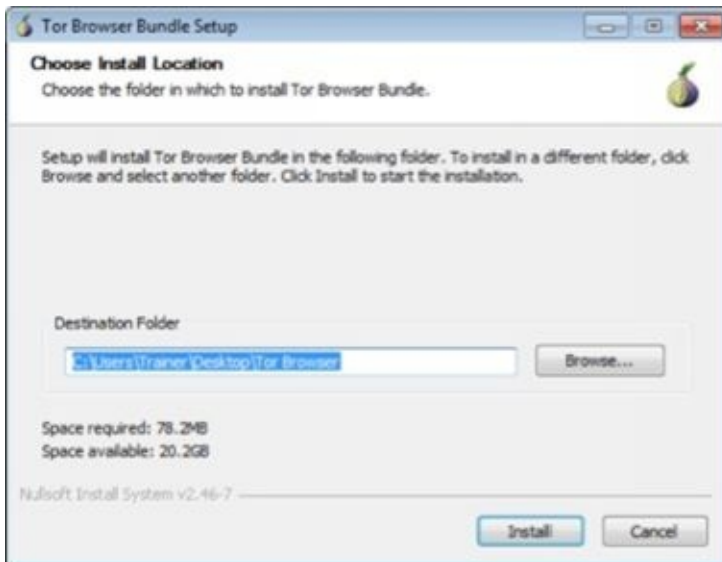 Tor Browser Bundle Setup
Choose Install Location
Choose the folder in which to install Tor Browser Bundle.
Setup will install Tor Browser Bundle in the following folder. To install in a different folder, click
Browse and select another folder. Click Install to start the installation.
Destination Folder
C:\Users\Trainer\Desktop\Tor Browser
Browse...
Space required: 78.2MB
Space available: 20.2GB
Nullsoft Install System v2.46-7
Install
Cancel